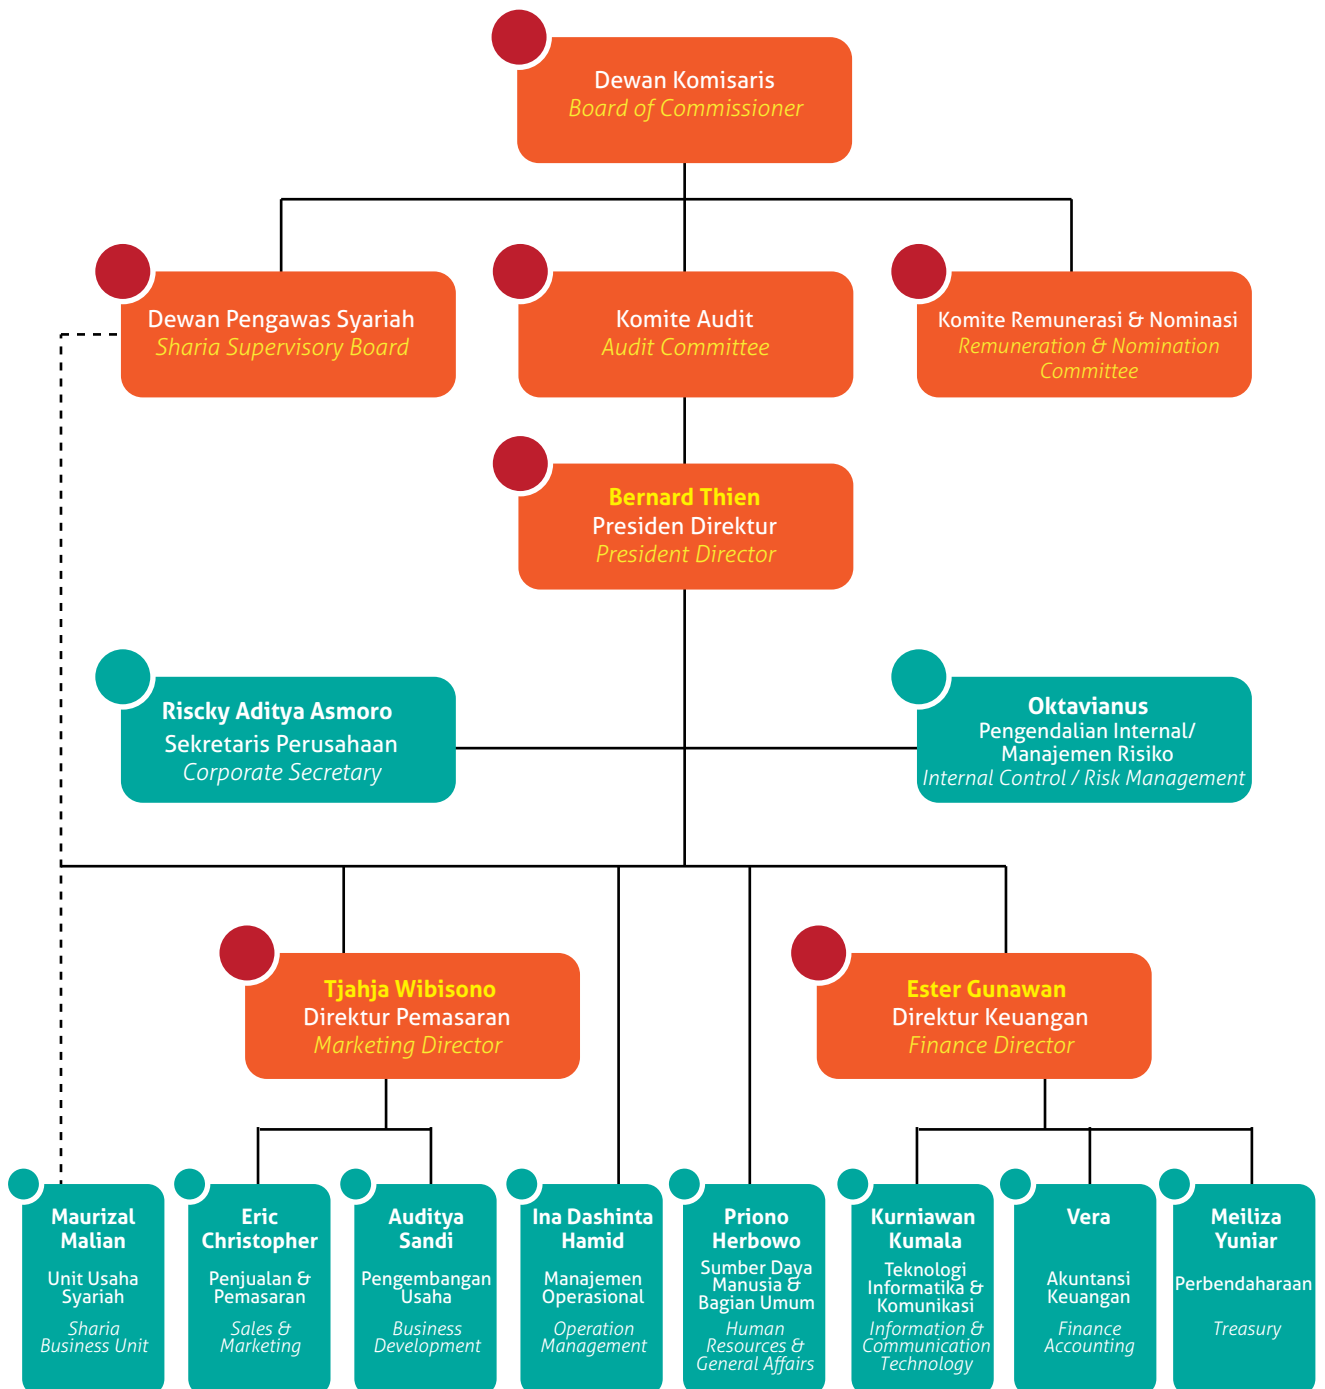 Dewan Komisaris
Board of Commissioner
Dewan Pengawas Syariah
Sharia Supervisory Board
Komite Audit
Audit Committee
Komite Remunerasi & Nominasi
Remuneration & Nomination
Committee
Bernard Thien
Presiden Direktur
President Director
Riscky Aditya Asmoro
Sekretaris Perusahaan
Corporate Secretary
Oktavianus
Pengendalian Internal/
Manajemen Risiko
Internal Control / Risk Management
Tjahja Wibisono
Direktur Pemasaran
Marketing Director
Ester Gunawan
Direktur Keuangan
Finance Director
Maurizal
Malian
Unit Usaha
Syariah
Sharia
Business Unit
Eric
Christopher
Penjualan &
Pemasaran
Sales &
Marketing
Auditya
Sandi
Pengembangan
Usaha
Business
Development
Ina Dashinta
Hamid
Manajemen
Operasional
Operation
Management
Priono
Herbowo
Sumber Daya
Manusia &
Bagian Umum
Human
Resources &
General Affairs
Kurniawan
Kumala
Teknologi
Informatika &
Komunikasi
Information &
Communication
Technology
Vera
Akuntansi
Keuangan
Finance
Accounting
Meiliza
Yuniar
Perbendaharaan
Treasury